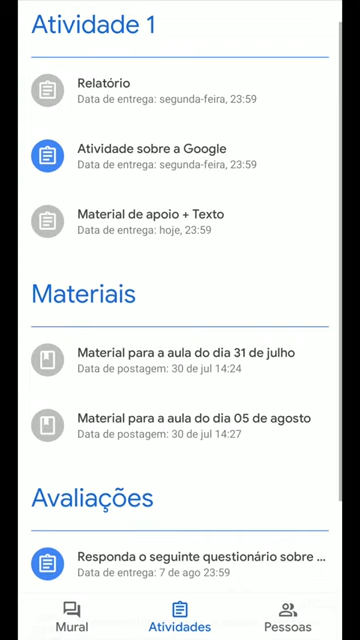 Atividade 1
Relatório
Data de entrega: segunda-feira, 23:59
Atividade sobre a Google
Data de entrega: segunda-feira, 23:59
Material de apoio + Texto
Data de entrega: hoje, 23:59
Materiais
Material para a aula do dia 31 de julho
Data de postagem: 30 de jul 14:24
Material para a aula do dia 05 de agosto
Data de postagem: 30 de jul 14:27
Avaliações
Responda o seguinte questionário sobre ...
Data de entrega: 7 de ago 23:59
Mural Atividades Pessoas